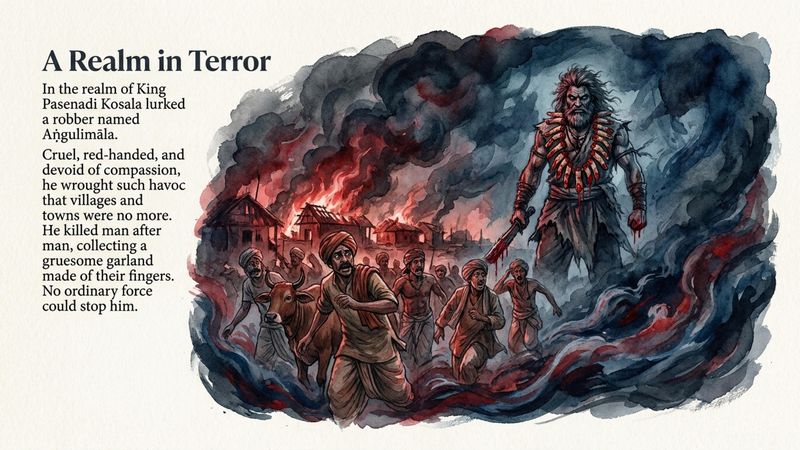 A Realm in Terror
In the realm of King
Pasenadi Kosala lurked
a robber named
Aṅgulimāla.
Cruel, red-handed, and
devoid of compassion,
he wrought such havoc
that villages and
towns were no more.
He killed man after
man, collecting a
gruesome garland
made of their fingers.
No ordinary force
could stop him.